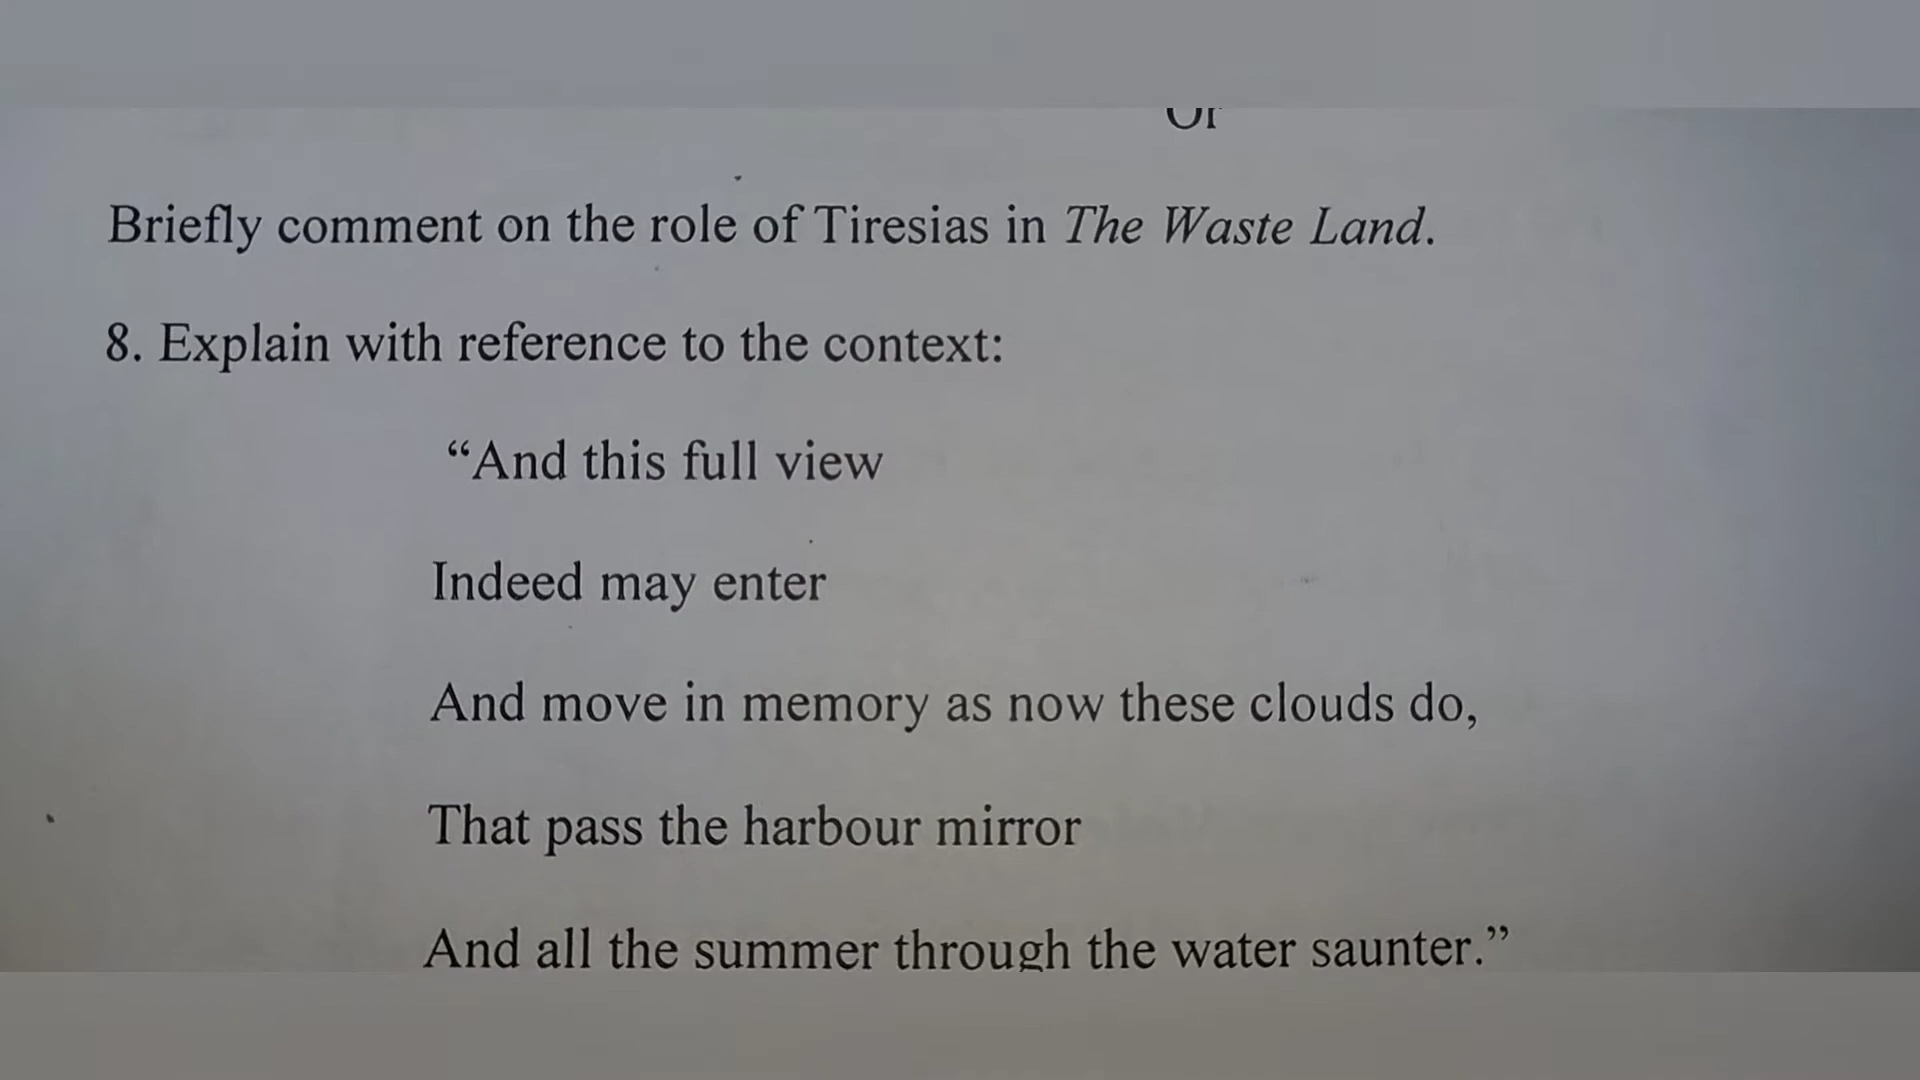 Or
Briefly comment on the role of Tiresias in The Waste Land.
8. Explain with reference to the context:
“And this full view
Indeed may enter
And move in memory as now these clouds do,
That pass the harbour mirror
And all the summer through the water saunter.”